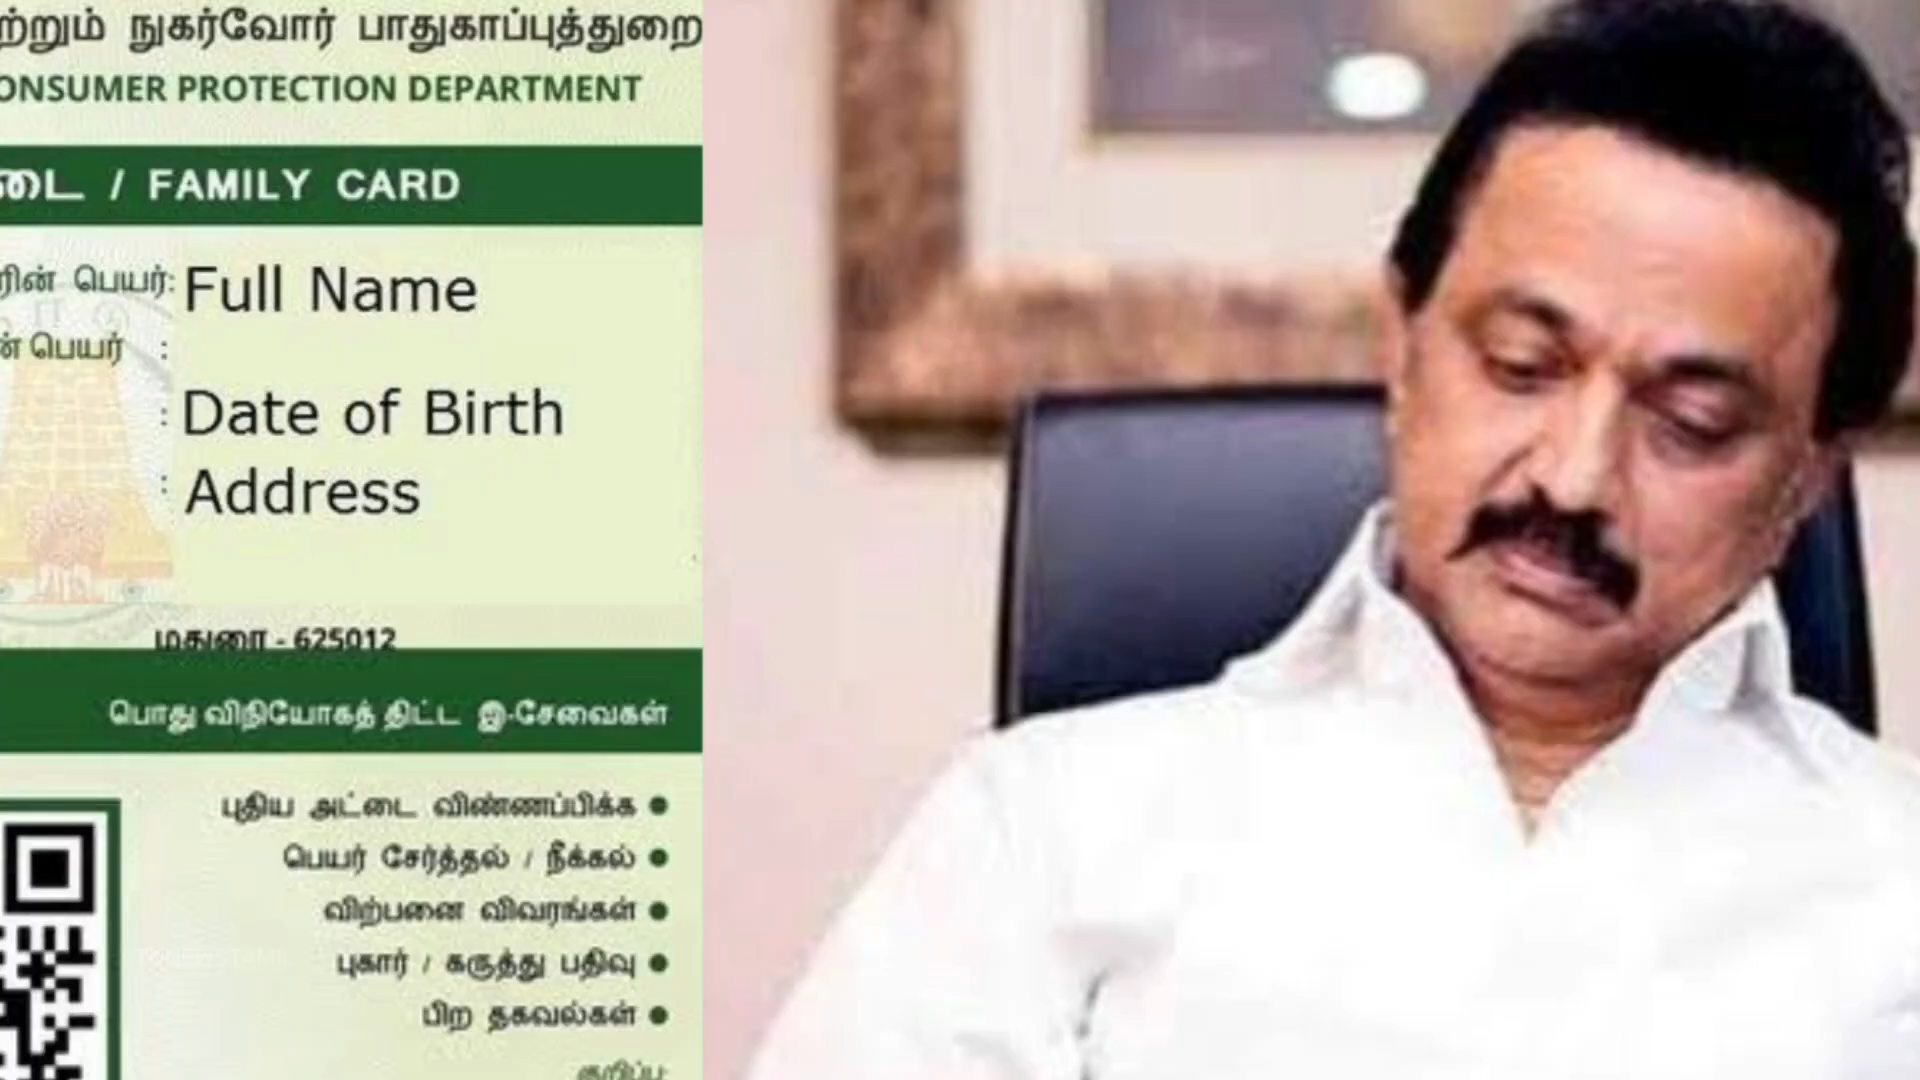 ற்றும் நுகர்வோர் பாதுகாப்புத்துறை
ONSUMER PROTECTION DEPARTMENT
டை / FAMILY CARD
ரின் பெயர்: Full Name
ன் பெயர் :
: Date of Birth
: Address
மதுரை - 625012
பொது விநியோகத் திட்ட இ-சேவைகள்
புதிய அட்டை விண்ணப்பிக்க ●
பெயர் சேர்த்தல் / நீக்கல் ●
விற்பனை விவரங்கள் ●
புகார் / கருத்து பதிவு ●
பிற தகவல்கள் ●
குறிப்பு: